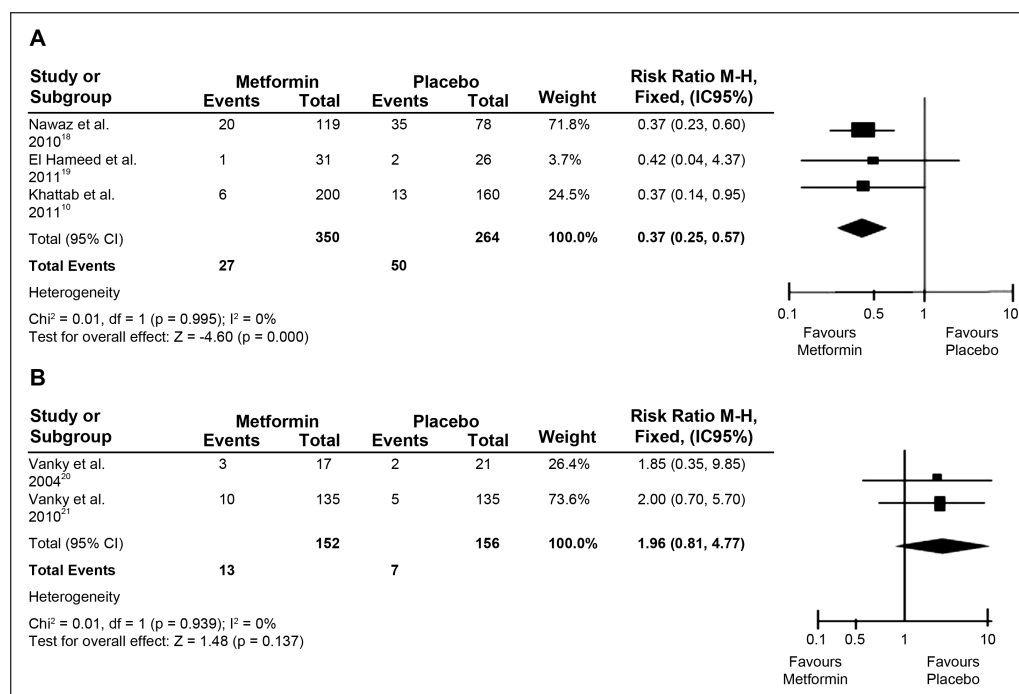 A
Study or
Subgroup
Metformin Placebo
Events Total Events Total
Weight
Risk Ratio M-H,
Fixed, (IC95%)
Nawaz et al. 20 119 35 78 71.8% 0.37 (0.23, 0.60)
2010¹⁸
El Hameed et al. 1 31 2 26 3.7% 0.42 (0.04, 4.37)
2011¹⁹
Khattab et al. 6 200 13 160 24.5% 0.37 (0.14, 0.95)
2011¹⁰
Total (95% CI) 350 264 100.0% 0.37 (0.25, 0.57)
Total Events 27 50
Heterogeneity
Chi² = 0.01, df = 1 (p = 0.995); I² = 0%
Test for overall effect: Z = -4.60 (p = 0.000)
0.1 0.5 1 10
Favours Favours
Metformin Placebo
B
Study or
Subgroup
Metformin Placebo
Events Total Events Total
Weight
Risk Ratio M-H,
Fixed, (IC95%)
Vanky et al. 3 17 2 21 26.4% 1.85 (0.35, 9.85)
2004²⁰
Vanky et al. 10 135 5 135 73.6% 2.00 (0.70, 5.70)
2010²¹
Total (95% CI) 152 156 100.0% 1.96 (0.81, 4.77)
Total Events 13 7
Heterogeneity
Chi² = 0.01, df = 1 (p = 0.939); I² = 0%
Test for overall effect: Z = 1.48 (p = 0.137)
0.1 0.5 1 10
Favours Favours
Metformin Placebo